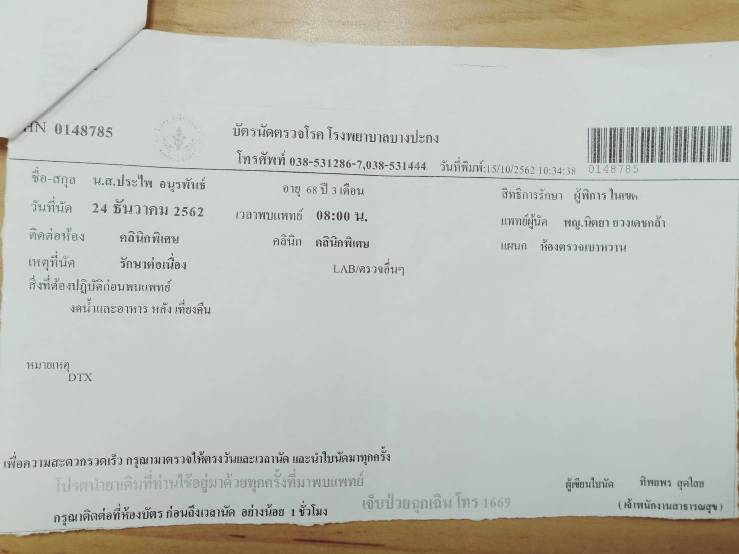 HN 0148785
บัตรนัดตรวจโรค โรงพยาบาลบางปะกง
โทรศัพท์ 038-531286-7,038-531444 วันที่พิมพ์:15/10/2562 10:34:38 0148785
ชื่อ-สกุล น.ส.ประไพ อนุรพันธ์ อายุ 68 ปี 3 เดือน สิทธิการรักษา ผู้พิการ ในเขต
วันที่นัด 24 ธันวาคม 2562 เวลาพบแพทย์ 08:00 น. แพทย์ผู้นัด พญ.นิตยา ยวงเดชกล้า
ติดต่อห้อง คลินิกพิเศษ คลินิก คลินิกพิเศษ แผนก ห้องตรวจเบาหวาน
เหตุที่นัด รักษาต่อเนื่อง LAB/ตรวจอื่นๆ
สิ่งที่ต้องปฏิบัติก่อนพบแพทย์
งดน้ำและอาหาร หลัง เที่ยงคืน
หมายเหตุ
DTX
เพื่อความสะดวกรวดเร็ว กรุณามาตรวจให้ตรงวันและเวลานัด และนำใบนัดมาทุกครั้ง
โปรดนำยาเดิมที่ท่านใช้อยู่มาด้วยทุกครั้งที่มาพบแพทย์
ผู้เขียนใบนัด ทิพยพร
เจ็บป่วยฉุกเฉิน โทร 1669
กรุณาติดต่อที่ห้องบัตร ก่อนถึงเวลานัด อย่างน้อย 1 ชั่วโมง
(เจ้าพนักงานสาธารณสุข)